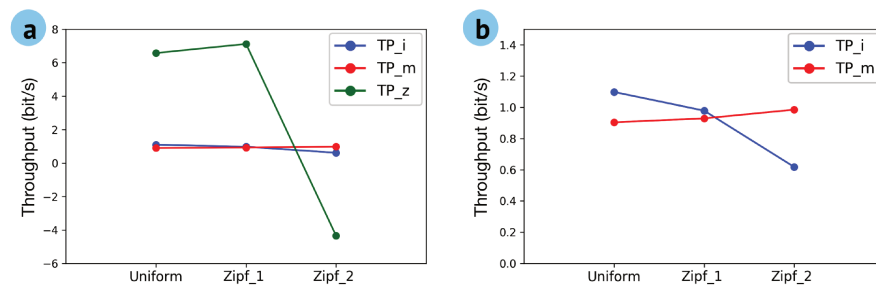 a
Throughput (bit/s)
8
6
4
2
0
−2
−4
−6
Uniform
Zipf_1
Zipf_2
TP_i
TP_m
TP_z
b
Throughput (bit/s)
1.4
1.2
1.0
0.8
0.6
0.4
0.2
0.0
Uniform
Zipf_1
Zipf_2
TP_i
TP_m